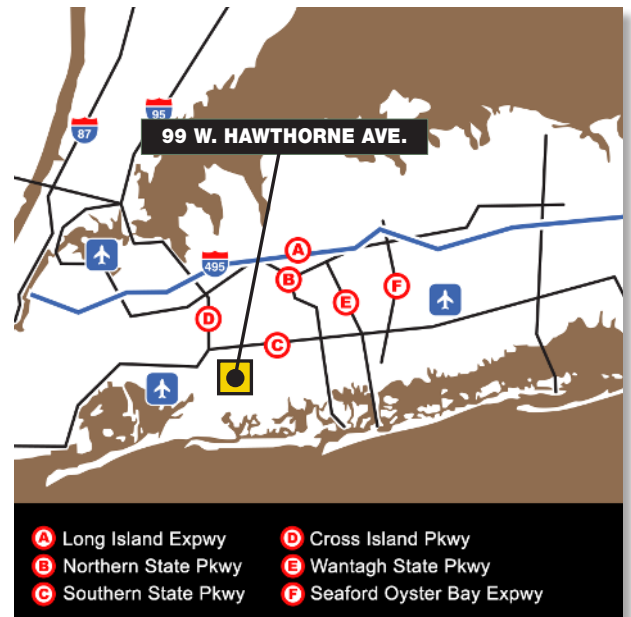 95
87
99 W. HAWTHORNE AVE.
A
495
B
F
E
D
C
A Long Island Expwy
B Northern State Pkwy
C Southern State Pkwy
D Cross Island Pkwy
E Wantagh State Pkwy
F Seaford Oyster Bay Expwy